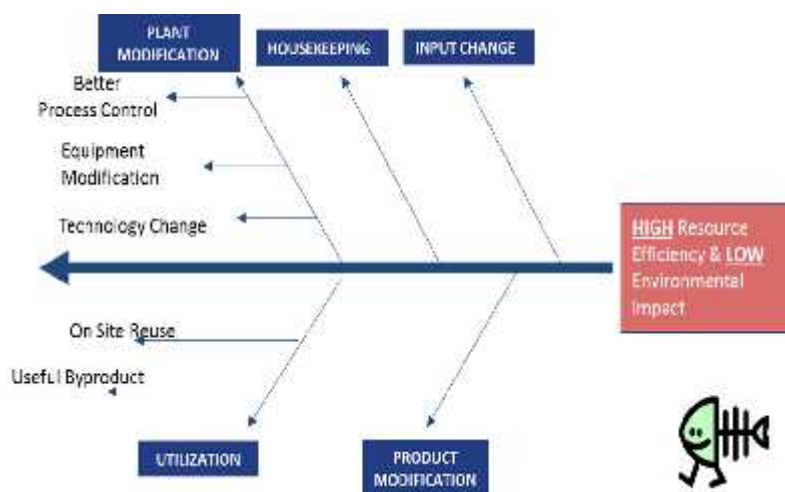 PLANT
MODIFICATION
HOUSEKEEPING
INPUT CHANGE
Better
Process Control
Equipment
Modification
Technology Change
HIGH Resource
Efficiency & LOW
Environmental
Impact
On Site Reuse
Useful Byproduct
UTILIZATION
PRODUCT
MODIFICATION